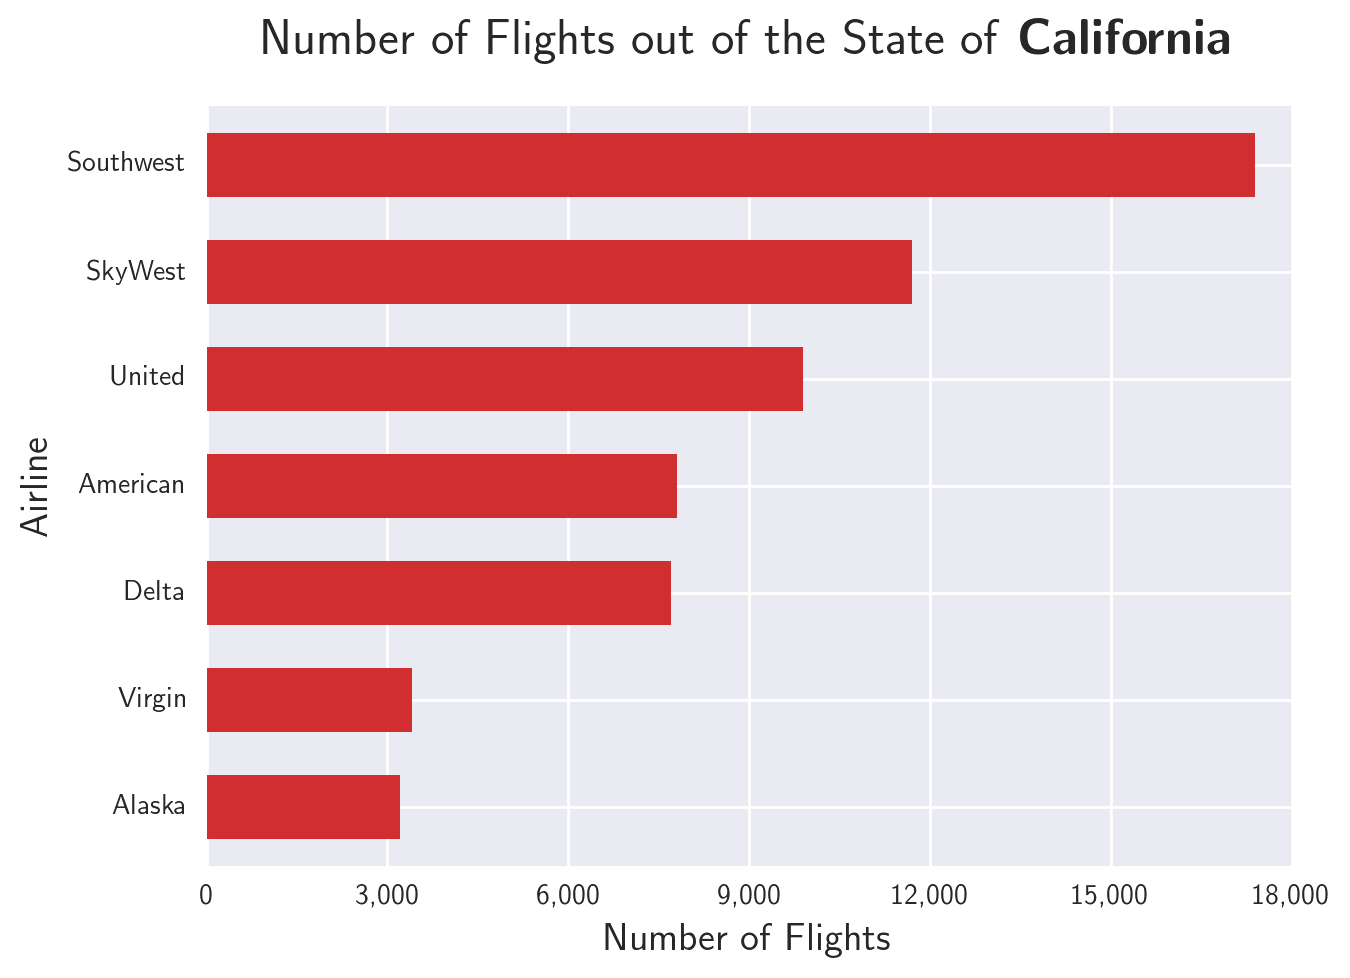 Number of Flights out of the State of California
Southwest
SkyWest
United
American
Delta
Virgin
Alaska
Airline
0 3,000 6,000 9,000 12,000 15,000 18,000
Number of Flights